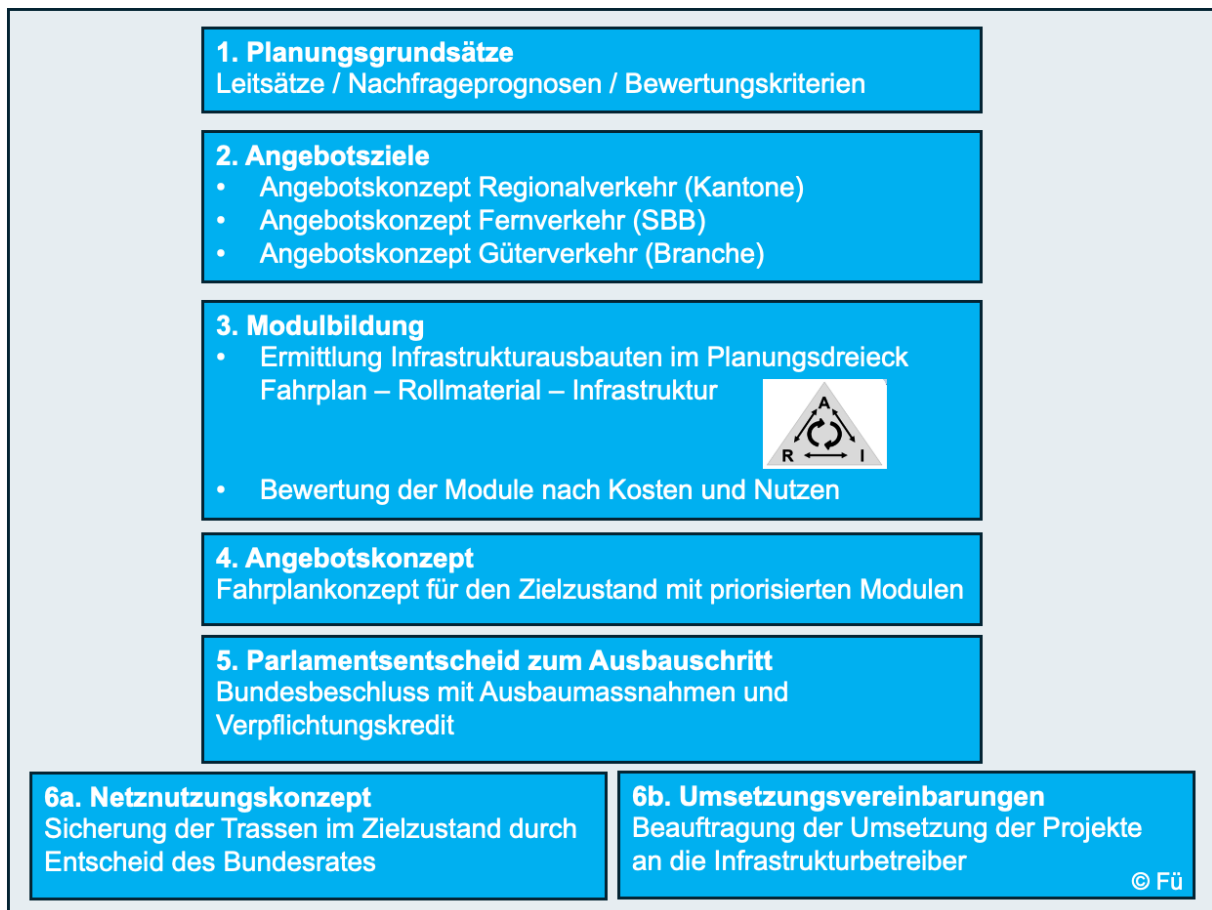 1. Planungsgrundsätze
Leitsätze / Nachfrageprognosen / Bewertungskriterien
2. Angebotsziele
• Angebotskonzept Regionalverkehr (Kantone)
• Angebotskonzept Fernverkehr (SBB)
• Angebotskonzept Güterverkehr (Branche)
3. Modulbildung
• Ermittlung Infrastrukturausbauten im Planungsdreieck
Fahrplan – Rollmaterial – Infrastruktur
A
R I
• Bewertung der Module nach Kosten und Nutzen
4. Angebotskonzept
Fahrplankonzept für den Zielzustand mit priorisierten Modulen
5. Parlamentsentscheid zum Ausbauschritt
Bundesbeschluss mit Ausbaumassnahmen und
Verpflichtungskredit
6a. Netznutzungskonzept
Sicherung der Trassen im Zielzustand durch
Entscheid des Bundesrates
6b. Umsetzungsvereinbarungen
Beauftragung der Umsetzung der Projekte
an die Infrastrukturbetreiber
© Fü